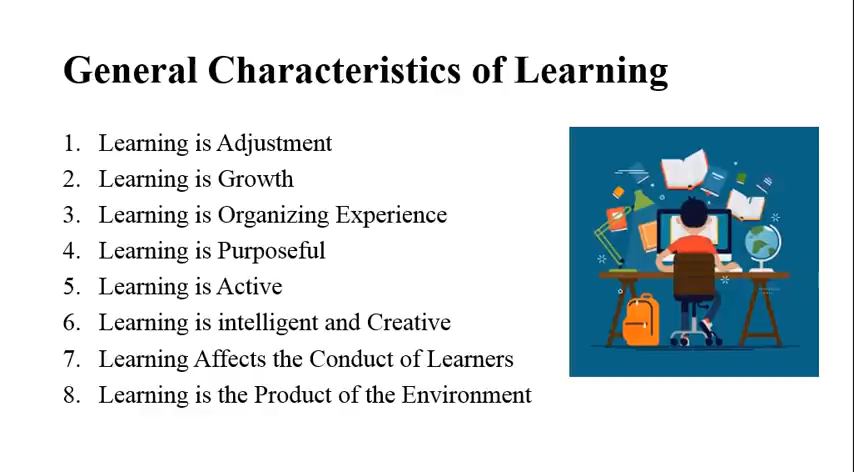 General Characteristics of Learning
1. Learning is Adjustment
2. Learning is Growth
3. Learning is Organizing Experience
4. Learning is Purposeful
5. Learning is Active
6. Learning is intelligent and Creative
7. Learning Affects the Conduct of Learners
8. Learning is the Product of the Environment